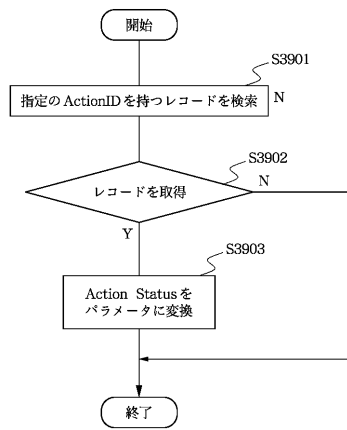 開始
S3901
指定のActionIDを持つレコードを検索
N
S3902
レコードを取得
N
Y
S3903
Action Statusを
パラメータに変換
終了